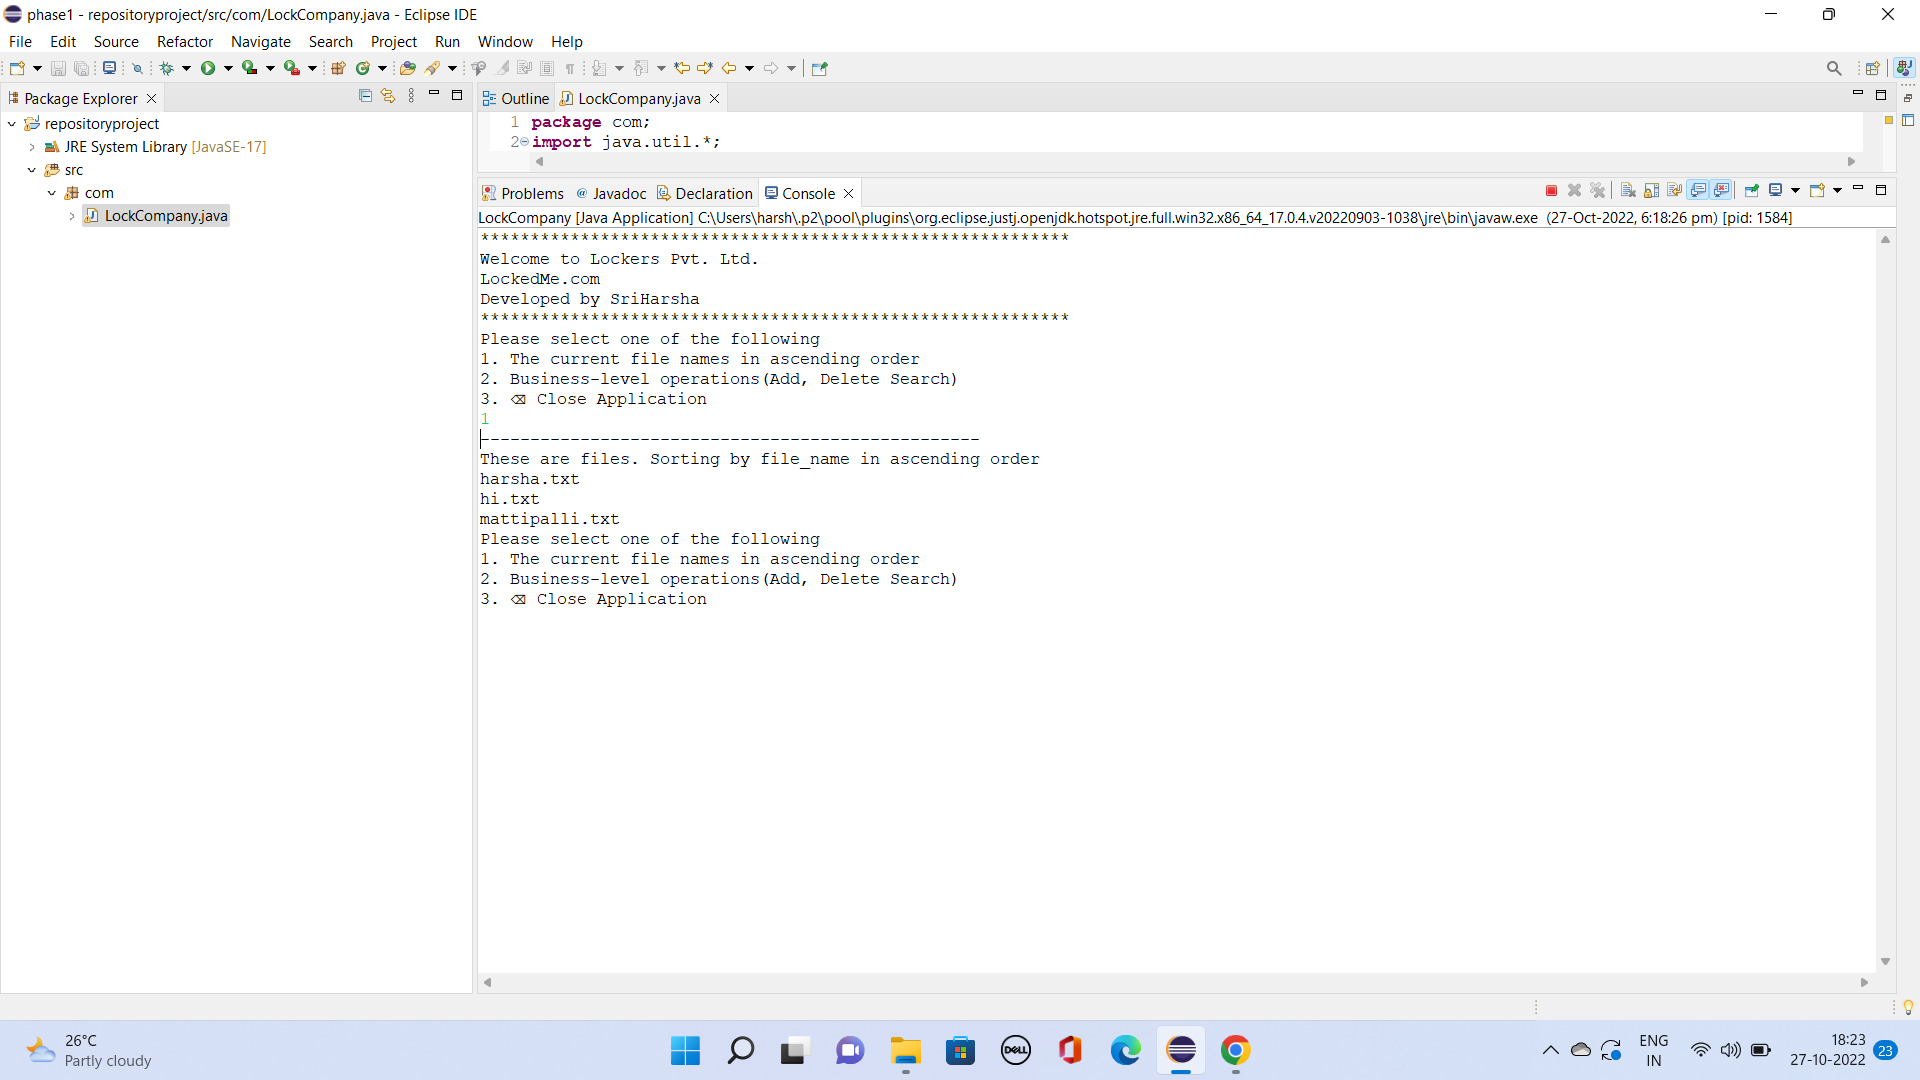 phase1 - repositoryproject/src/com/LockCompany.java - Eclipse IDE
File Edit Source Refactor Navigate Search Project Run Window Help
Package Explorer
repositoryproject
JRE System Library [JavaSE-17]
src
com
LockCompany.java
Outline LockCompany.java
1 package com;
2 import java.util.*;
Problems @ Javadoc Declaration Console
LockCompany [Java Application] C:\Users\harsh\.p2\pool\plugins\org.eclipse.justj.openjdk.hotspot.jre.full.win32.x86_64_17.0.4.v20220903-1038\jre\bin\javaw.exe (27-Oct-2022, 6:18:26 pm) [pid: 1584]
***********************************************************
Welcome to Lockers Pvt. Ltd.
LockedMe.com
Developed by SriHarsha
***********************************************************
Please select one of the following
1. The current file names in ascending order
2. Business-level operations(Add, Delete Search)
3. ⌫ Close Application
1
--------------------------------------------------
These are files. Sorting by file_name in ascending order
harsha.txt
hi.txt
mattipalli.txt
Please select one of the following
1. The current file names in ascending order
2. Business-level operations(Add, Delete Search)
3. ⌫ Close Application
26°C
Partly cloudy
DELL
ENG
IN
18:23
27-10-2022
23